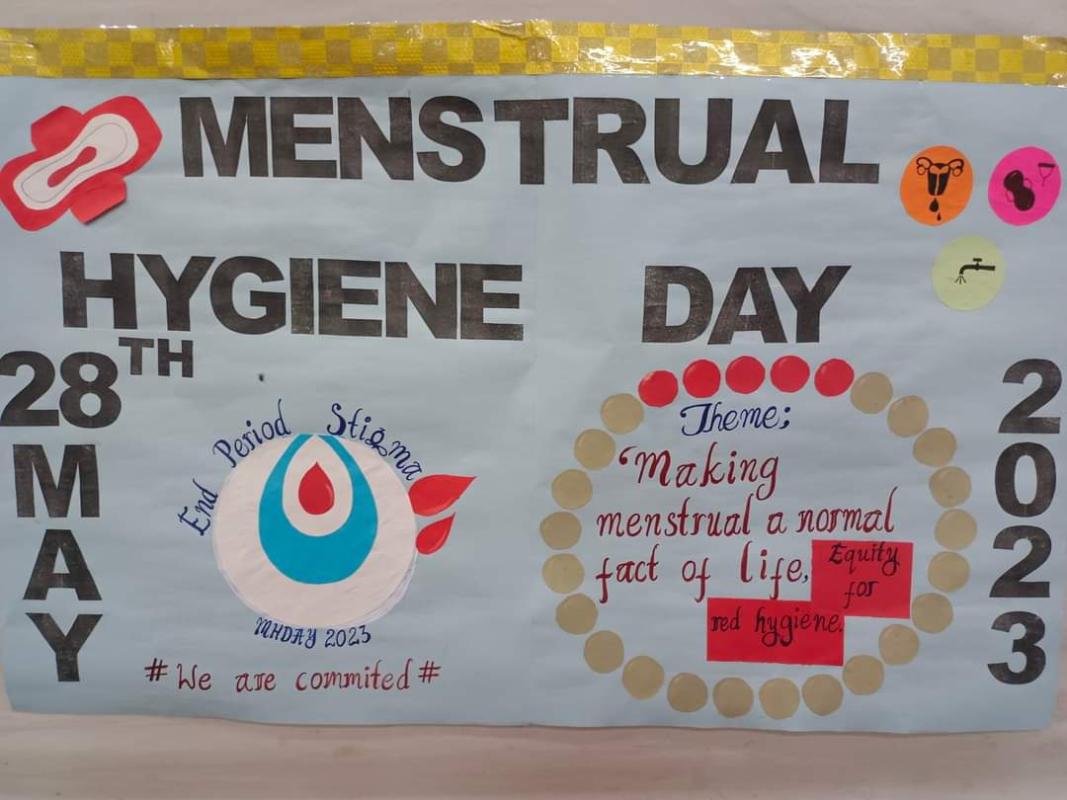 MENSTRUAL
HYGIENE DAY
28TH
MAY
2023
End Period Stigma
MHDAY 2023
#We are commited#
Theme;
‘Making
menstrual a normal
fact of life,
Equity
for
red hygiene.